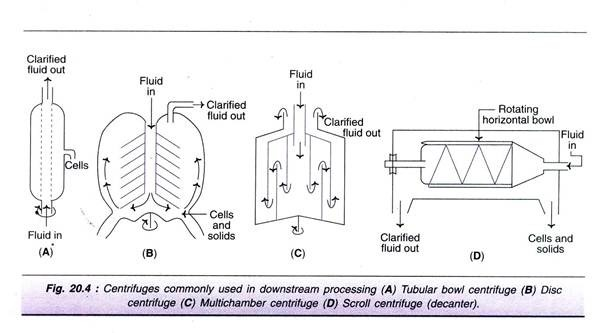 Clarified
fluid out
Cells
Fluid in
(A)
Fluid
in
Clarified
fluid out
Cells
and
solids
(B)
Fluid
in
Clarified
fluid out
(C)
Rotating
horizontal bowl
Fluid
in
Clarified
fluid out
Cells and
solids
(D)
Fig. 20.4 : Centrifuges commonly used in downstream processing (A) Tubular bowl centrifuge (B) Disc
centrifuge (C) Multichamber centrifuge (D) Scroll centrifuge (decanter).